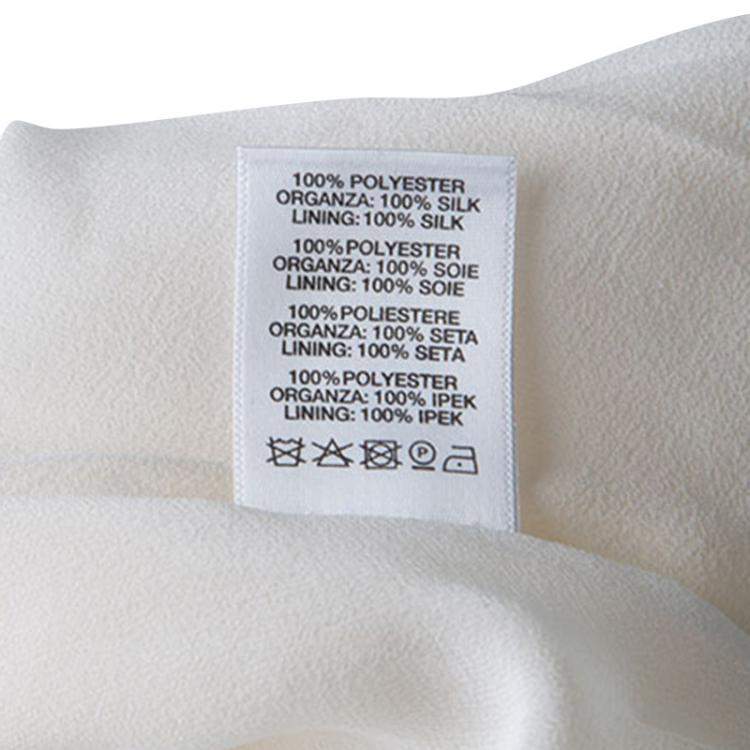 100% POLYESTER
ORGANZA: 100% SILK
LINING: 100% SILK
100% POLYESTER
ORGANZA: 100% SOIE
LINING: 100% SOIE
100% POLIESTERE
ORGANZA: 100% SETA
LINING: 100% SETA
100% POLYESTER
ORGANZA: 100% IPEK
LINING: 100% IPEK
P